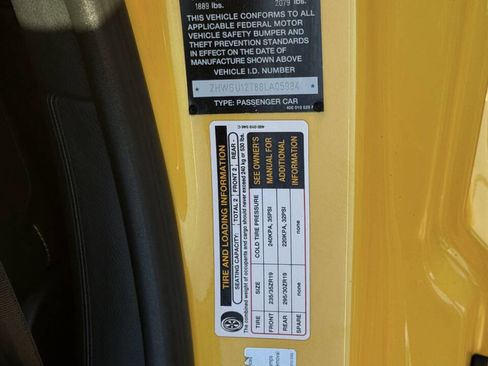 1889 lbs. 2079 lbs.
THIS VEHICLE CONFORMS TO ALL
APPLICABLE FEDERAL MOTOR
VEHICLE SAFETY BUMPER AND
THEFT PREVENTION STANDARDS
IN EFFECT ON THE DATE OF
MANUFACTURE SHOWN ABOVE
VEHICLE I.D. NUMBER
TYPE: PASSENGER CAR
TIRE AND LOADING INFORMATION
SEATING CAPACITY: TOTAL 2 FRONT 2 REAR -
The combined weight of occupants and cargo should never exceed 240 kg or 530 lbs.
TIRE SIZE COLD TIRE PRESSURE
FRONT 235/35ZR19 240KPA, 35PSI
REAR 295/30ZR19 220KPA, 32PSI
SPARE none none
SEE OWNER'S
MANUAL FOR
ADDITIONAL
INFORMATION